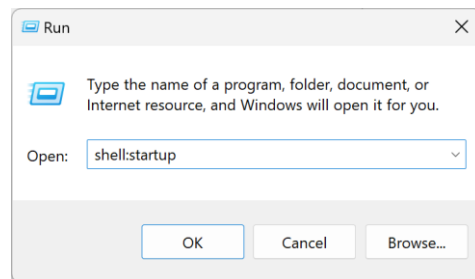 Run
Type the name of a program, folder, document, or
Internet resource, and Windows will open it for you.
Open: shell:startup
OK Cancel Browse...